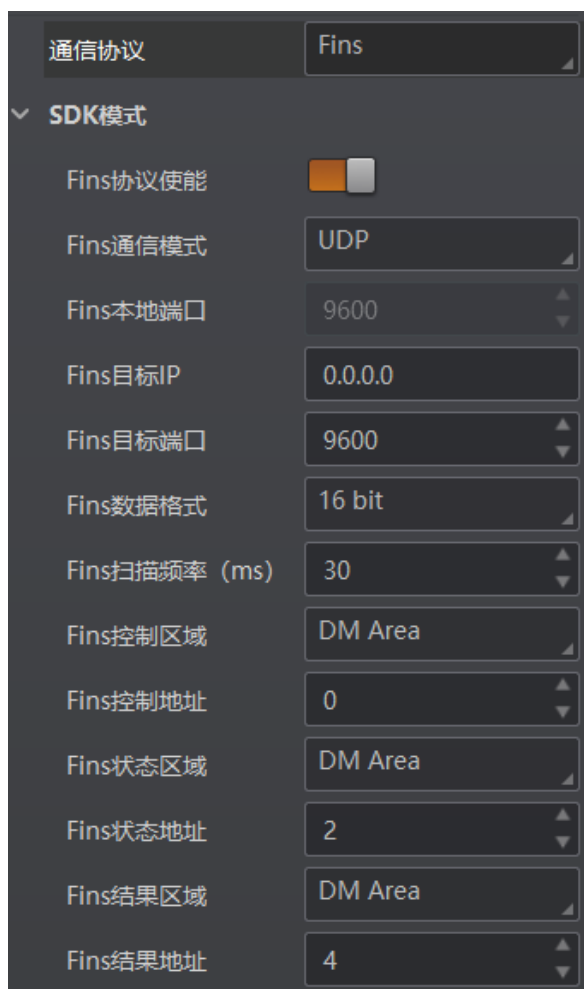 通信协议 Fins
SDK模式
Fins协议使能
Fins通信模式 UDP
Fins本地端口 9600
Fins目标IP 0.0.0.0
Fins目标端口 9600
Fins数据格式 16 bit
Fins扫描频率（ms） 30
Fins控制区域 DM Area
Fins控制地址 0
Fins状态区域 DM Area
Fins状态地址 2
Fins结果区域 DM Area
Fins结果地址 4